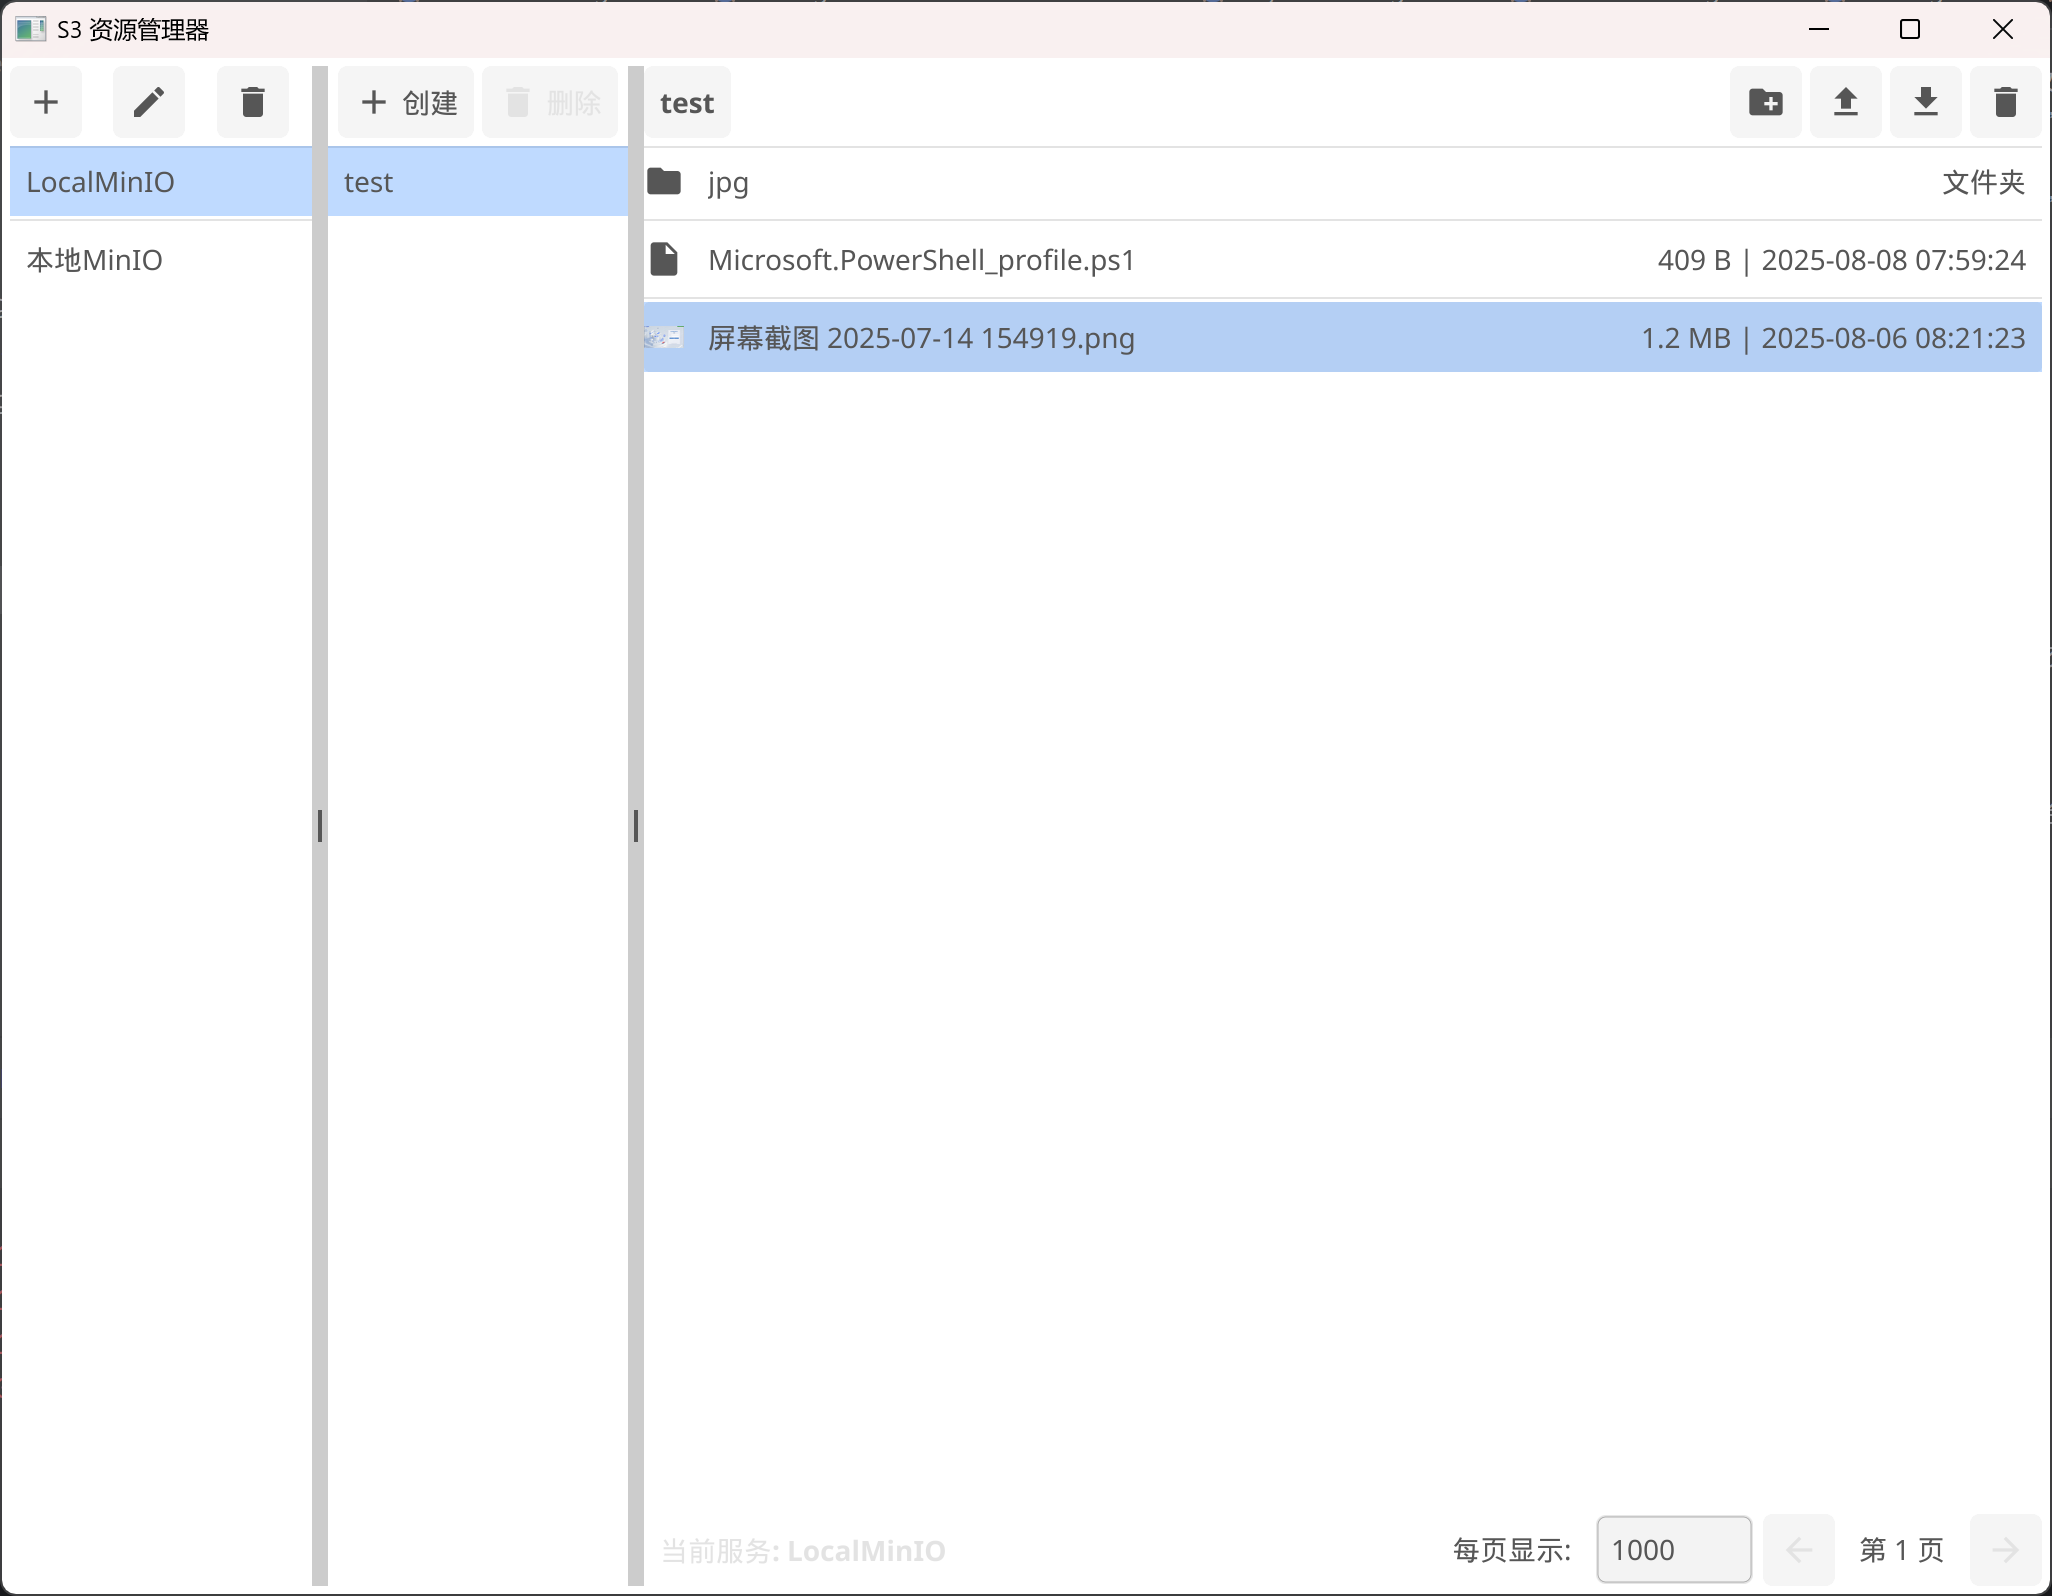 S3 资源管理器
创建
删除
test
LocalMinIO
本地MinIO
test
jpg
文件夹
Microsoft.PowerShell_profile.ps1
409 B | 2025-08-08 07:59:24
屏幕截图 2025-07-14 154919.png
1.2 MB | 2025-08-06 08:21:23
当前服务: LocalMinIO
每页显示:
1000
第 1 页